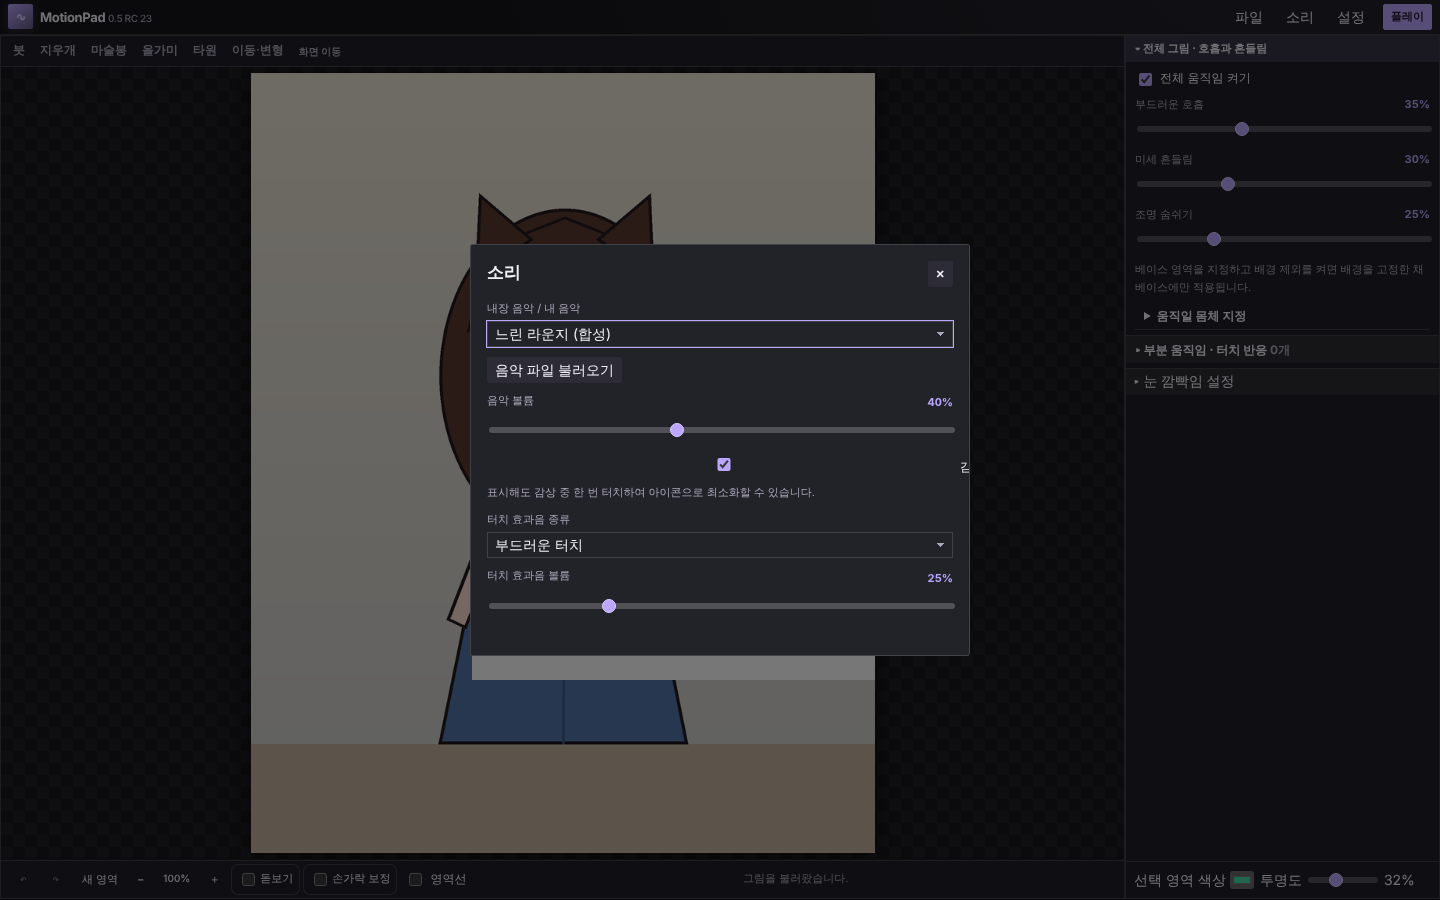 MotionPad 0.5 RC 23
파일 소리 설정 플레이
붓 지우개 마술봉 올가미 타원 이동·변형 화면 이동
전체 그림 · 호흡과 흔들림
전체 움직임 켜기
부드러운 호흡 35%
미세 흔들림 30%
조명 숨쉬기 25%
베이스 영역을 지정하고 배경 제외를 켜면 배경을 고정한 채
베이스에만 적용됩니다.
움직일 몸체 지정
부분 움직임 · 터치 반응 0개
눈 깜빡임 설정
소리 ×
내장 음악 / 내 음악
느린 라운지 (합성)
음악 파일 불러오기
음악 볼륨 40%
표시해도 감상 중 한 번 터치하여 아이콘으로 최소화할 수 있습니다.
터치 효과음 종류
부드러운 터치
터치 효과음 볼륨 25%
새 영역 − 100% + 돋보기 손가락 보정 영역선 그림을 불러왔습니다.
선택 영역 색상 투명도 32%